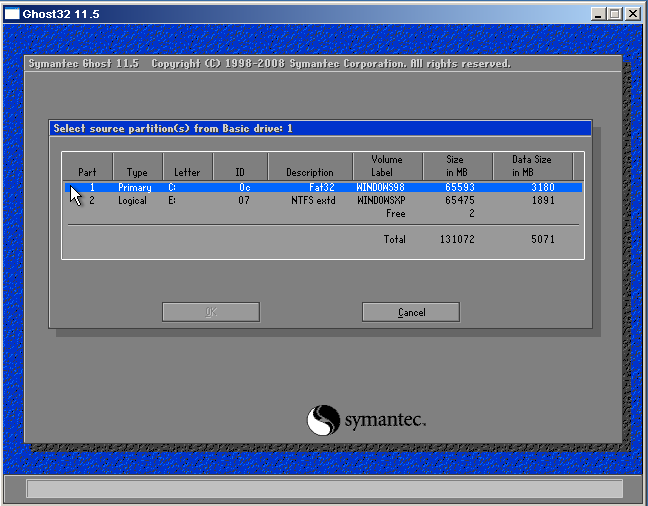 Ghost32 11.5
Symantec Ghost 11.5 Copyright (C) 1998-2008 Symantec Corporation. All rights reserved.
Select source partition(s) from Basic drive: 1
Part Type Letter ID Description Volume Label Size in MB Data Size in MB
1 Primary C: 0c Fat32 WINDOWS98 65593 3180
2 Logical E: 07 NTFS extd WINDOWSXP 65475 1891
Free 2
Total 131072 5071
OK Cancel
symantec.